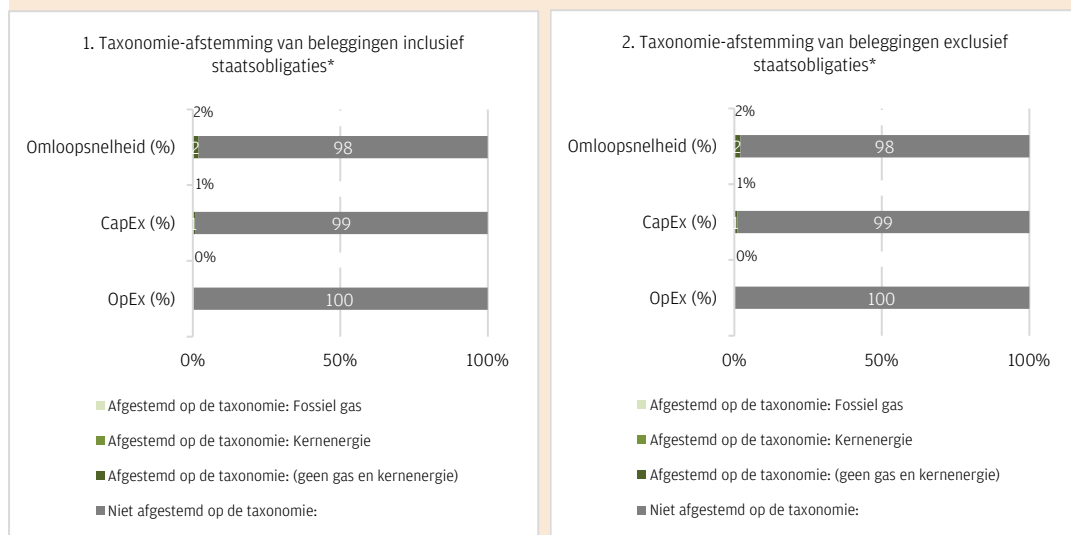 1. Taxonomie-afstemming van beleggingen inclusief
staatsobligaties*
2%
Omloopsnelheid (%) 2 98
1%
CapEx (%) 1 99
0%
OpEx (%) 100
0% 50% 100%
Afgestemd op de taxonomie: Fossiel gas
Afgestemd op de taxonomie: Kernenergie
Afgestemd op de taxonomie: (geen gas en kernenergie)
Niet afgestemd op de taxonomie:
2. Taxonomie-afstemming van beleggingen exclusief
staatsobligaties*
2%
Omloopsnelheid (%) 2 98
1%
CapEx (%) 1 99
0%
OpEx (%) 100
0% 50% 100%
Afgestemd op de taxonomie: Fossiel gas
Afgestemd op de taxonomie: Kernenergie
Afgestemd op de taxonomie: (geen gas en kernenergie)
Niet afgestemd op de taxonomie: